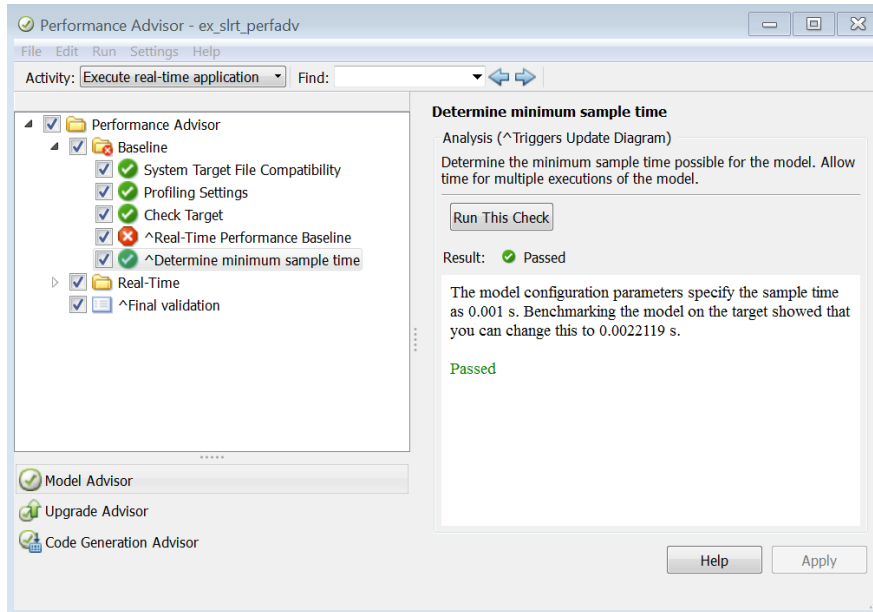 Performance Advisor - ex_slrt_perfadv
File Edit Run Settings Help
Activity: Execute real-time application Find:
Performance Advisor
Baseline
System Target File Compatibility
Profiling Settings
Check Target
^Real-Time Performance Baseline
^Determine minimum sample time
Real-Time
^Final validation
Model Advisor
Upgrade Advisor
Code Generation Advisor
Determine minimum sample time
Analysis (^Triggers Update Diagram)
Determine the minimum sample time possible for the model. Allow
time for multiple executions of the model.
Run This Check
Result: Passed
The model configuration parameters specify the sample time
as 0.001 s. Benchmarking the model on the target showed that
you can change this to 0.0022119 s.
Passed
Help Apply